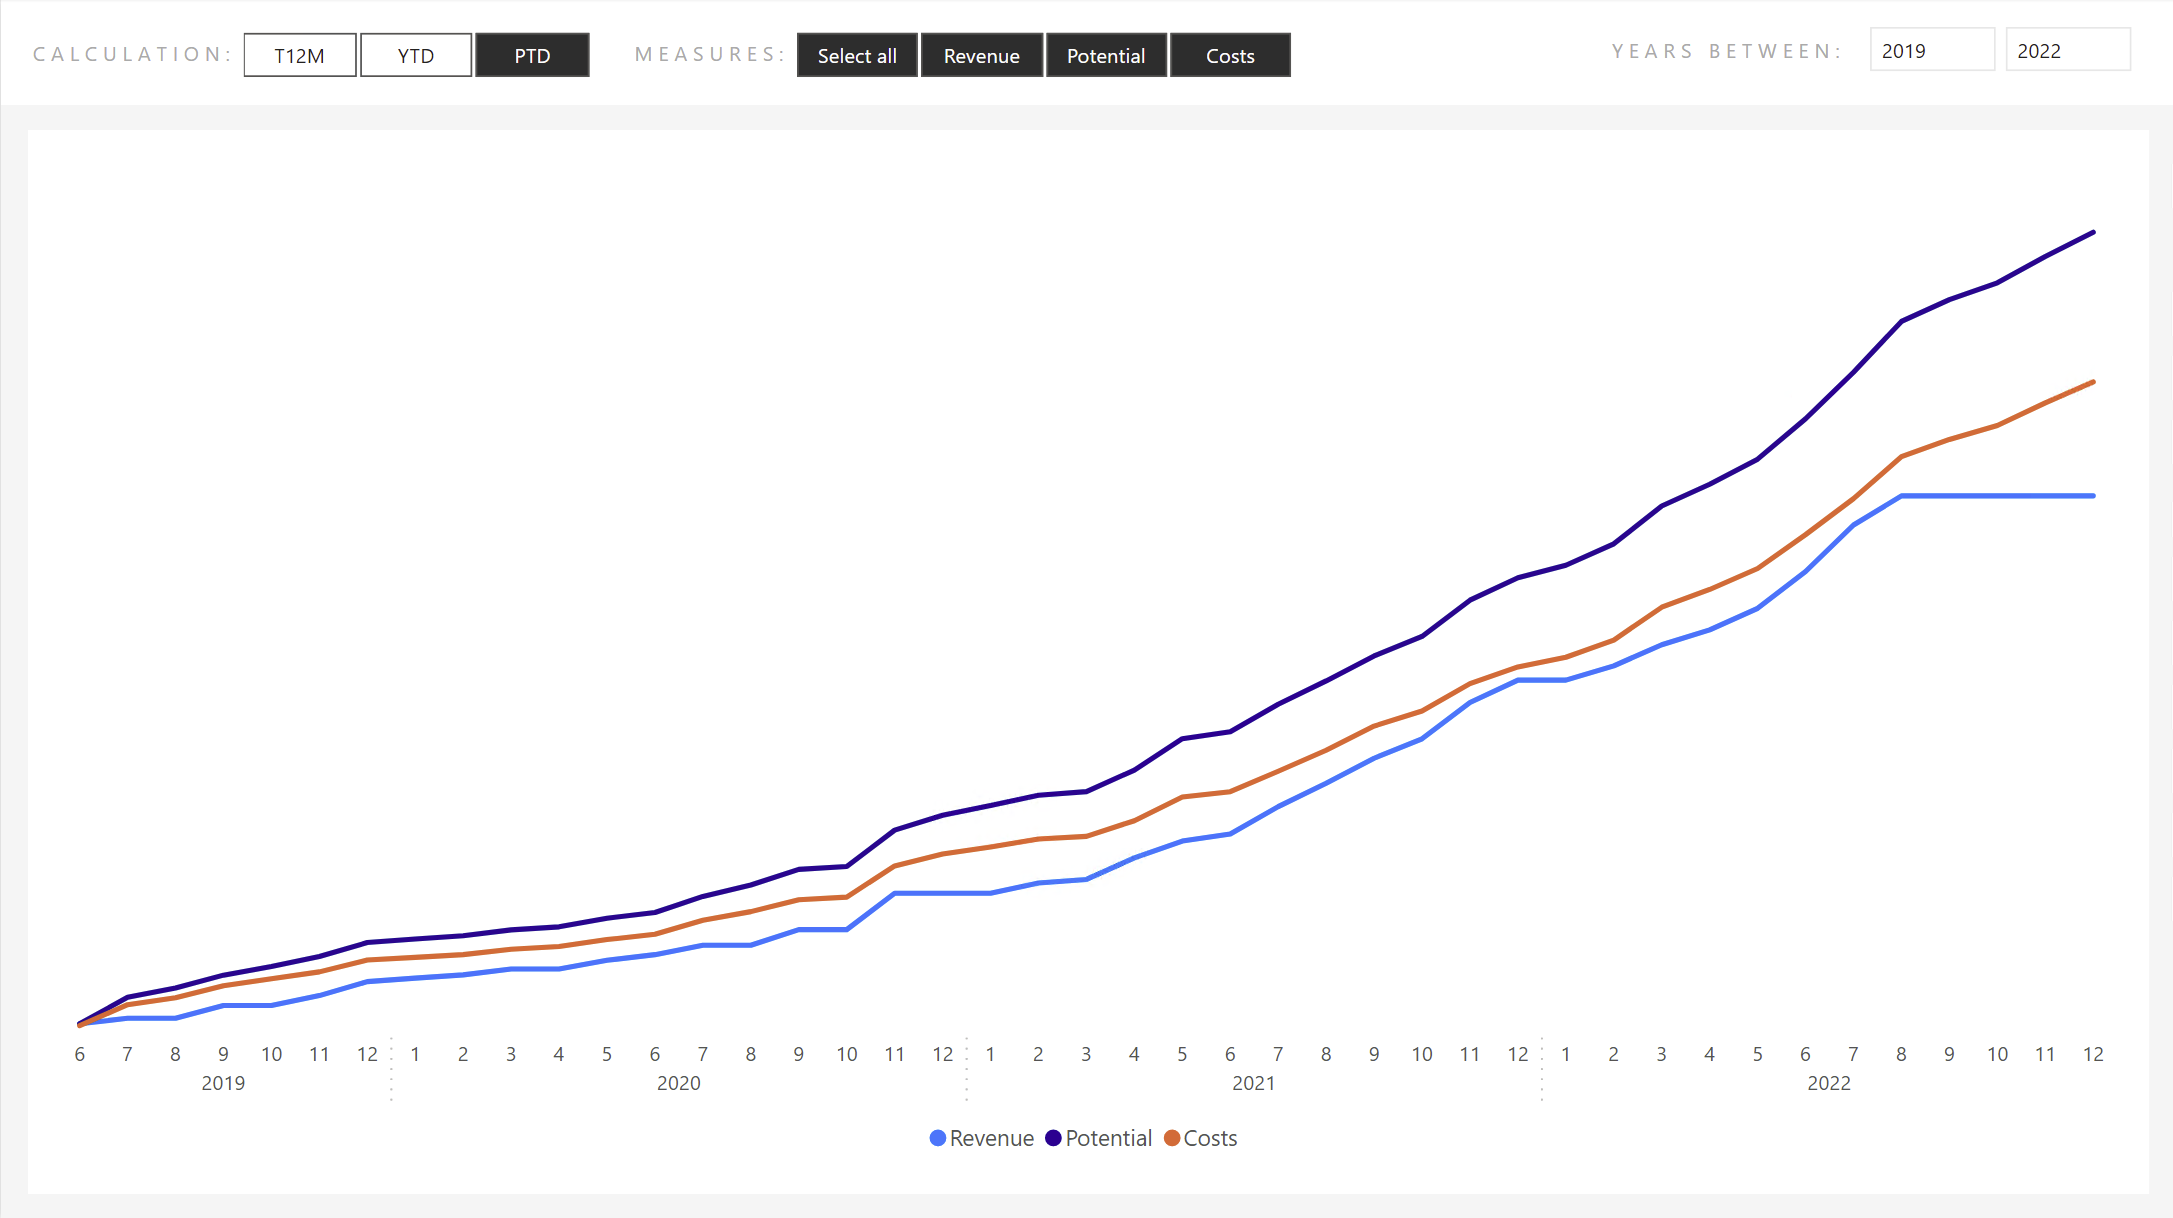 CALCULATION: T12M YTD PTD MEASURES: Select all Revenue Potential Costs YEARS BETWEEN: 2019 2022
6 7 8 9 10 11 12 1 2 3 4 5 6 7 8 9 10 11 12 1 2 3 4 5 6 7 8 9 10 11 12 1 2 3 4 5 6 7 8 9 10 11 12
2019 2020 2021 2022
Revenue Potential Costs